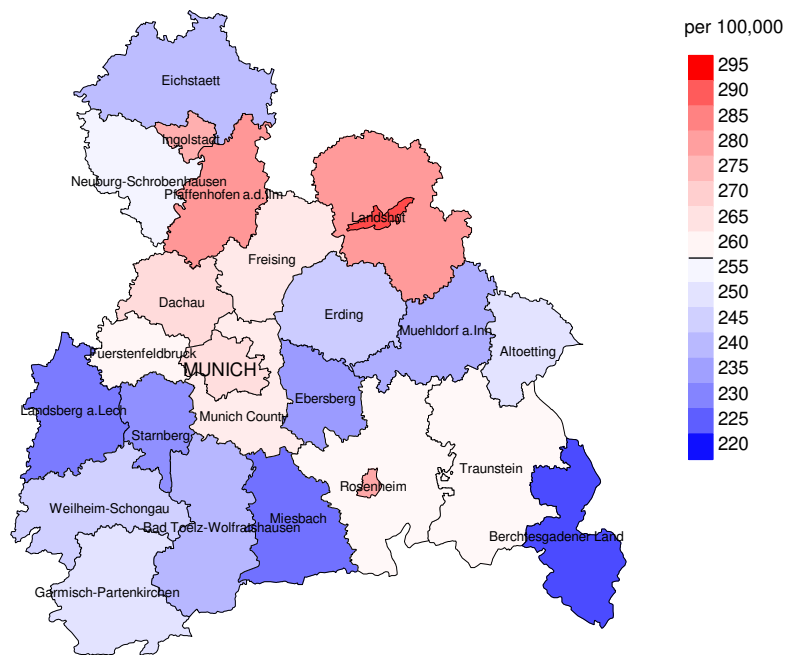 per 100,000
295
290
285
280
275
270
265
260
255
250
245
240
235
230
225
220
Eichstaett
Ingolstadt
Neuburg-Schrobenhausen
Pfaffenhofen a.d.Ilm
Landshut
Freising
Dachau
Erding
Muehldorf a.Inn
Altoetting
Fuerstenfeldbruck
MUNICH
Ebersberg
Landsberg a.Lech
Munich County
Starnberg
Traunstein
Rosenheim
Weilheim-Schongau
Miesbach
Bad Toelz-Wolfratshausen
Berchtesgadener Land
Garmisch-Partenkirchen